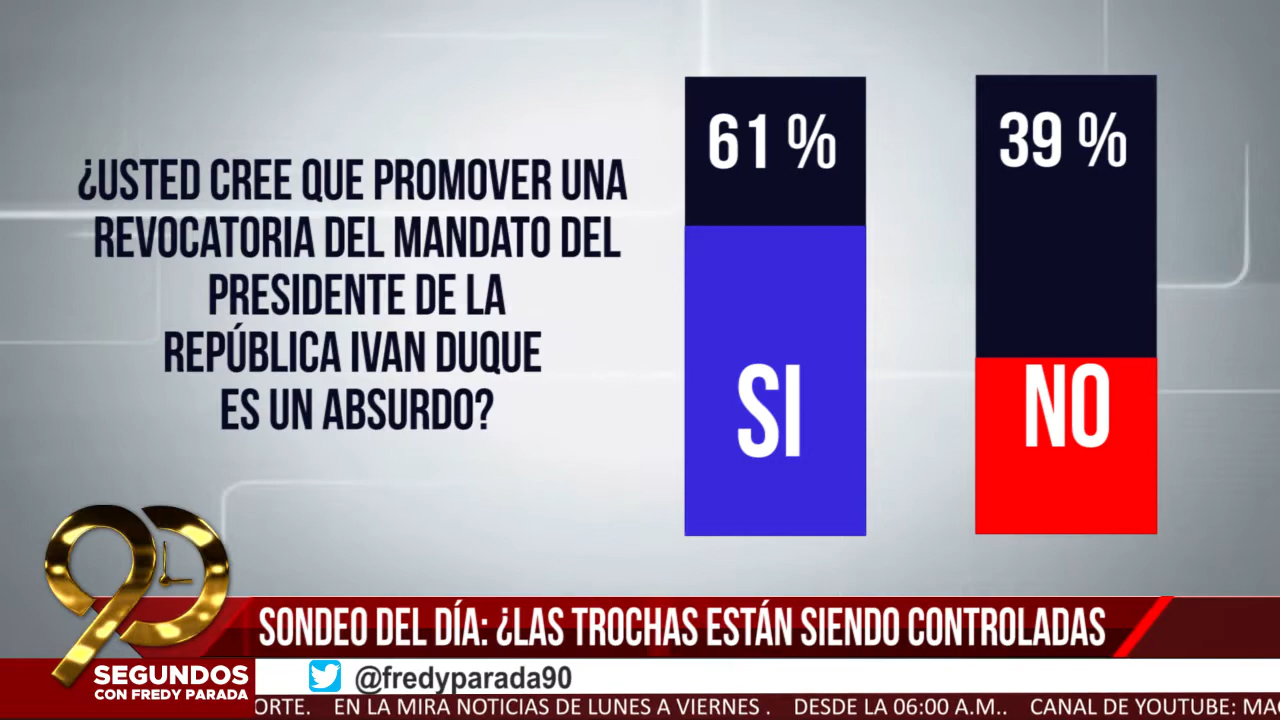 ¿USTED CREE QUE PROMOVER UNA
REVOCATORIA DEL MANDATO DEL
PRESIDENTE DE LA
REPÚBLICA IVAN DUQUE
ES UN ABSURDO?
61 %
SI
39 %
NO
90
SEGUNDOS
CON FREDY PARADA
SONDEO DEL DÍA: ¿LAS TROCHAS ESTÁN SIENDO CONTROLADAS
@fredyparada90
EN LA MIRA NOTICIAS DE LUNES A VIERNES . DESDE LA 06:00 A.M.. CANAL DE YOUTUBE: